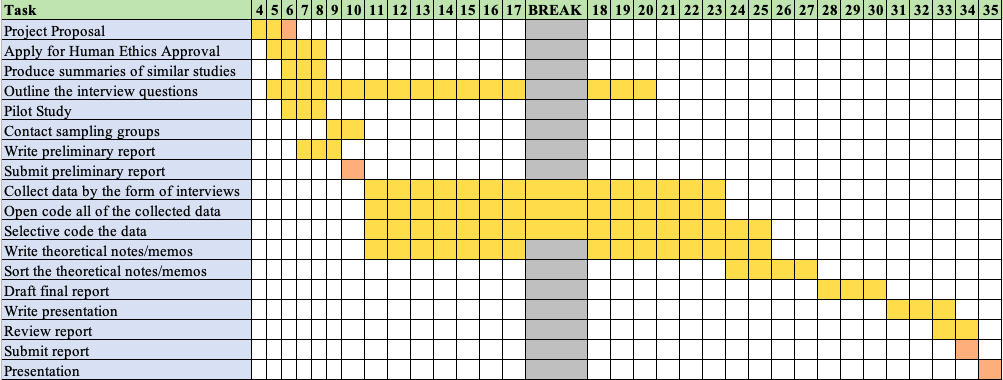 Task 4 5 6 7 8 9 10 11 12 13 14 15 16 17 BREAK 18 19 20 21 22 23 24 25 26 27 28 29 30 31 32 33 34 35
Project Proposal
Apply for Human Ethics Approval
Produce summaries of similar studies
Outline the interview questions
Pilot Study
Contact sampling groups
Write preliminary report
Submit preliminary report
Collect data by the form of interviews
Open code all of the collected data
Selective code the data
Write theoretical notes/memos
Sort the theoretical notes/memos
Draft final report
Write presentation
Review report
Submit report
Presentation